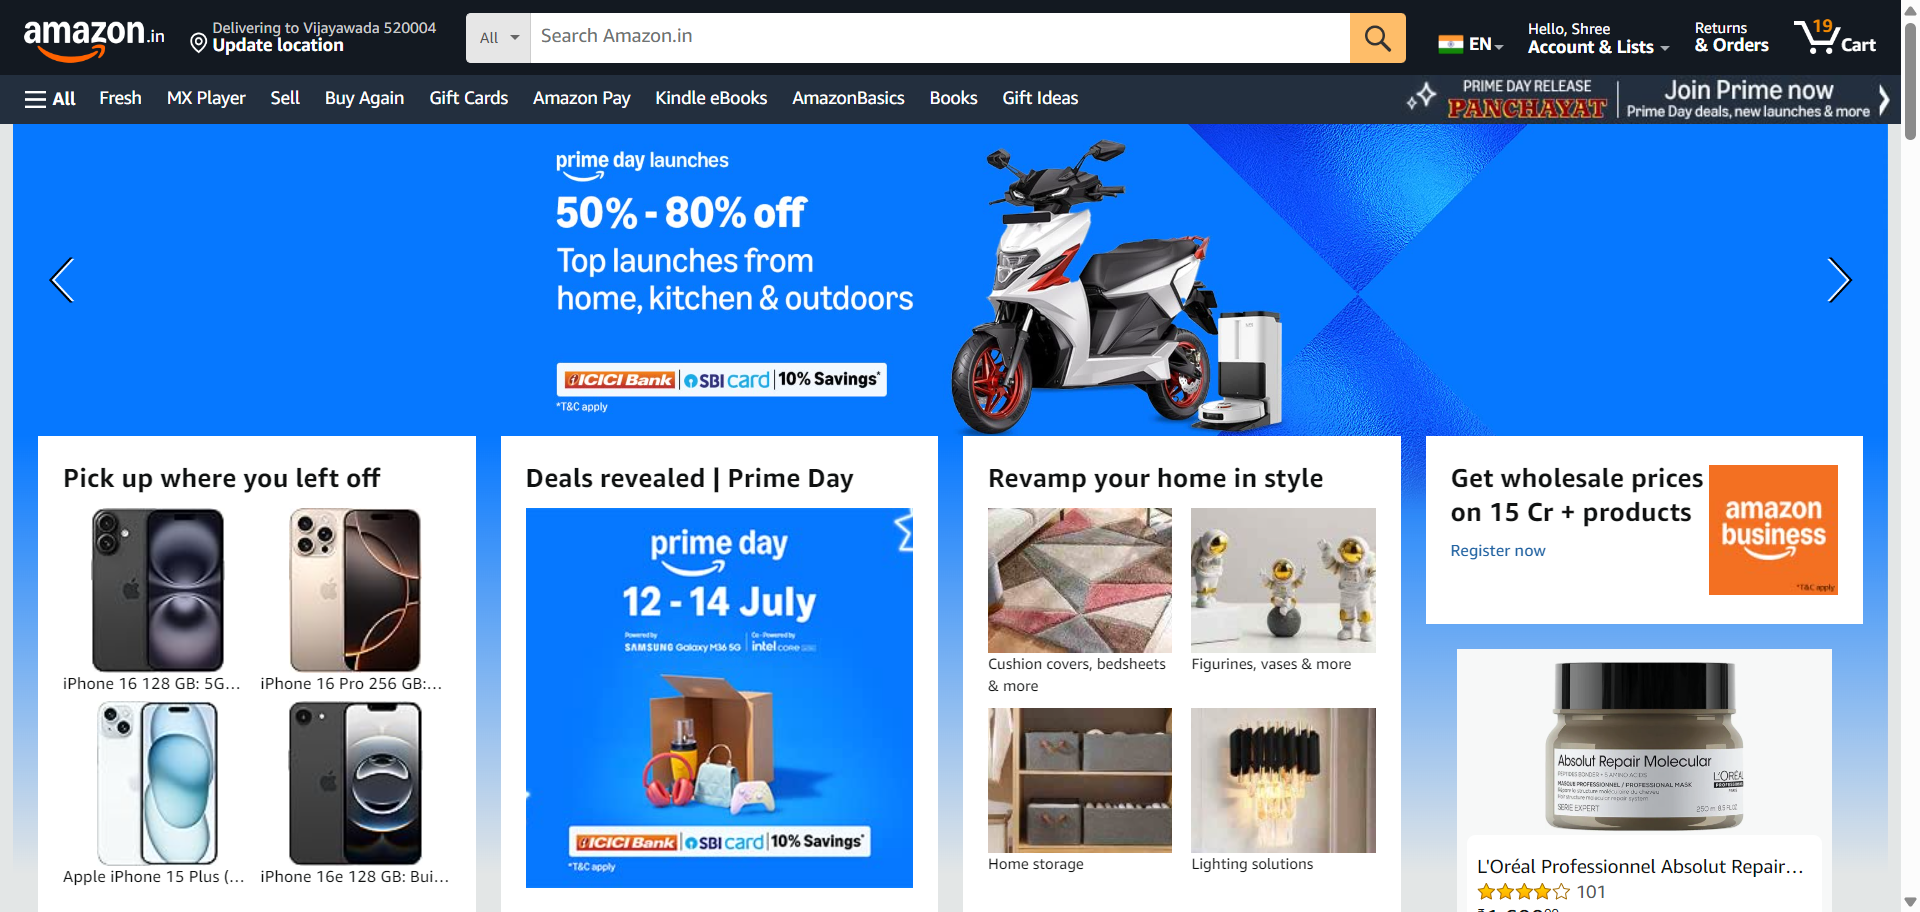 amazon.in
Delivering to Vijayawada 520004
Update location
All
Search Amazon.in
EN
Hello, Shree
Account & Lists
Returns
& Orders
19
Cart
All
Fresh
MX Player
Sell
Buy Again
Gift Cards
Amazon Pay
Kindle eBooks
AmazonBasics
Books
Gift Ideas
PRIME DAY RELEASE
PANCHAYAT
Join Prime now
Prime Day deals, new launches & more
prime day launches
50% - 80% off
Top launches from
home, kitchen & outdoors
ICICI Bank SBI card 10% Savings*
*T&C apply
Pick up where you left off
iPhone 16 128 GB: 5G...
iPhone 16 Pro 256 GB:...
Apple iPhone 15 Plus (...
iPhone 16e 128 GB: Bui...
Deals revealed | Prime Day
prime day
12 - 14 July
Powered by
SAMSUNG Galaxy M36 5G
Co-Powered by
intel CORE
ICICI Bank SBI card 10% Savings*
*T&C apply
Revamp your home in style
Cushion covers, bedsheets
& more
Figurines, vases & more
Home storage
Lighting solutions
Get wholesale prices
on 15 Cr + products
Register now
amazon
business
*T&C apply
Absolut Repair Molecular
L'ORÉAL
MASQUE PROFESSIONNEL / PROFESSIONAL MASK
SERIE EXPERT
L'Oréal Professionnel Absolut Repair...
101